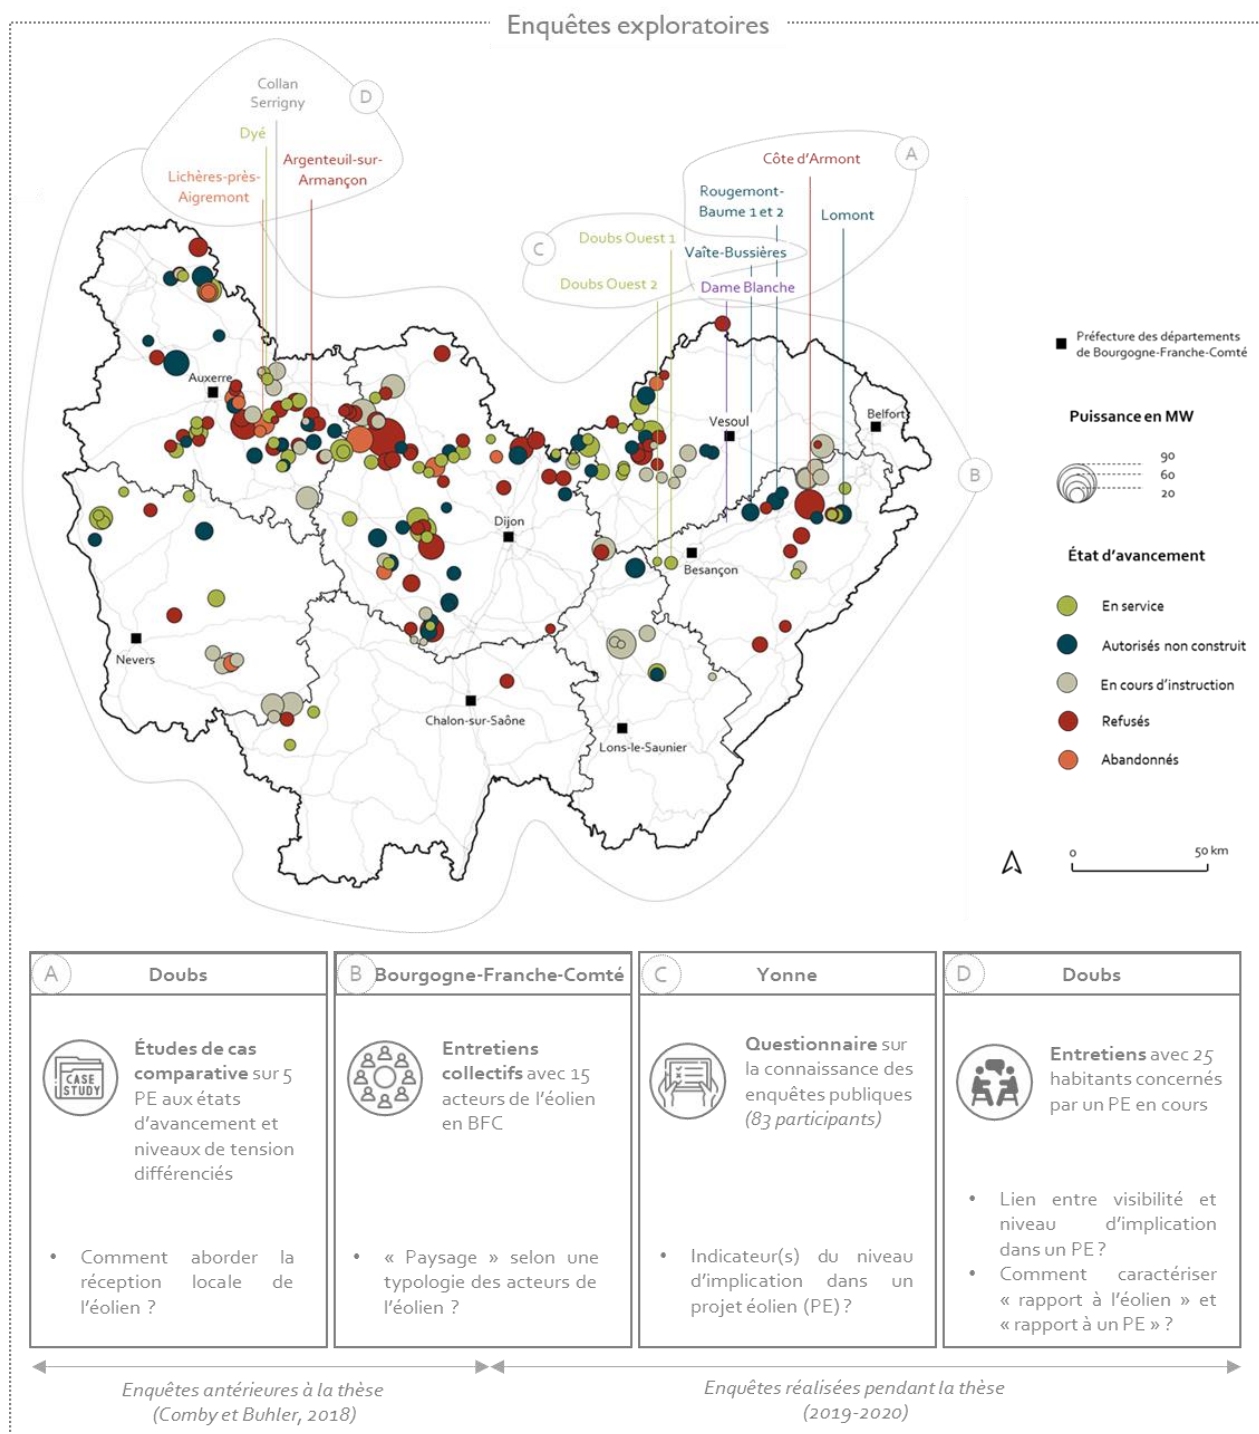 Enquêtes exploratoires
Collan
Serrigny
D
Dyé
Argenteuil-sur-
Armançon
Lichères-près-
Aigremont
Côte d'Armont
A
Rougemont-
Baume 1 et 2
Lomont
C
Doubs Ouest 1
Vaîte-Bussières
Doubs Ouest 2
Dame Blanche
Préfecture des départements
de Bourgogne-Franche-Comté
Auxerre
Vesoul
Belfort
B
Dijon
Besançon
Nevers
Chalon-sur-Saône
Lons-le-Saunier
Puissance en MW
90
60
20
État d'avancement
En service
Autorisés non construit
En cours d'instruction
Refusés
Abandonnés
0
50 km
A
Doubs
CASE
STUDY
Études de cas
comparative sur 5
PE aux états
d'avancement et
niveaux de tension
différenciés
• Comment aborder la
réception locale de
l'éolien ?
B
Bourgogne-Franche-Comté
Entretiens
collectifs avec 15
acteurs de l'éolien
en BFC
• « Paysage » selon une
typologie des acteurs de
l'éolien ?
C
Yonne
Questionnaire sur
la connaissance des
enquêtes publiques
(83 participants)
• Indicateur(s) du niveau
d'implication dans un
projet éolien (PE) ?
D
Doubs
Entretiens avec 25
habitants concernés
par un PE en cours
• Lien entre visibilité et
niveau d'implication
dans un PE ?
• Comment caractériser
« rapport à l'éolien » et
« rapport à un PE » ?
Enquêtes antérieures à la thèse
(Comby et Buhler, 2018)
Enquêtes réalisées pendant la thèse
(2019-2020)